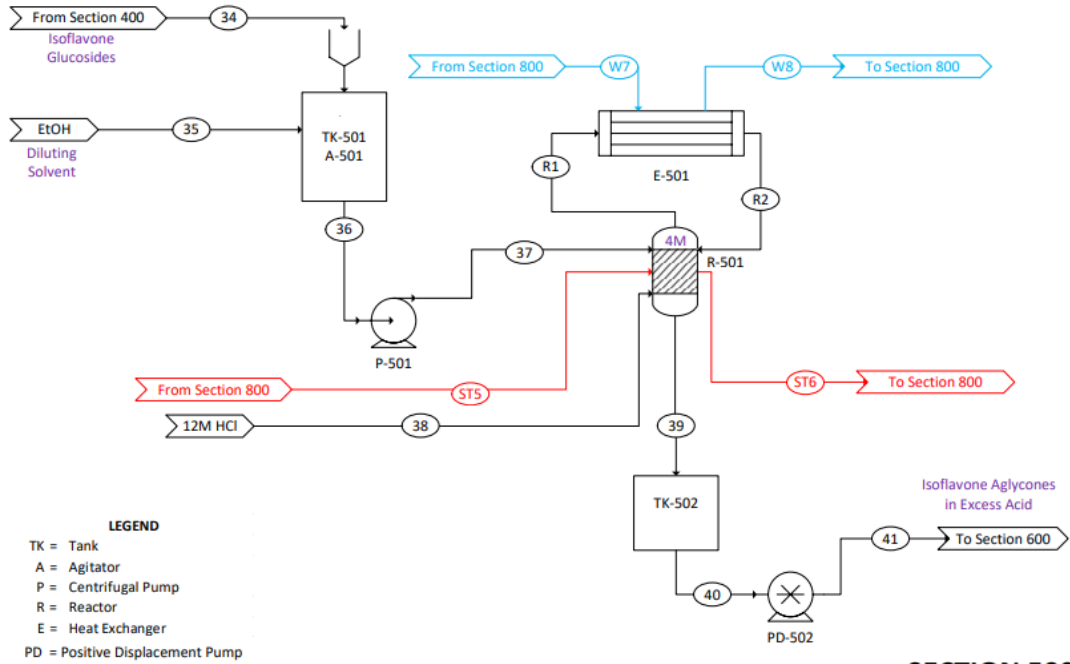 From Section 400
34
Isoflavone
Glucosides
From Section 800
W7
W8
To Section 800
EtOH
35
Diluting
Solvent
TK-501
A-501
E-501
R1
R2
36
37
4M
R-501
P-501
From Section 800
ST5
ST6
To Section 800
12M HCl
38
39
TK-502
Isoflavone Aglycones
in Excess Acid
41
To Section 600
40
PD-502
LEGEND
TK = Tank
A = Agitator
P = Centrifugal Pump
R = Reactor
E = Heat Exchanger
PD = Positive Displacement Pump